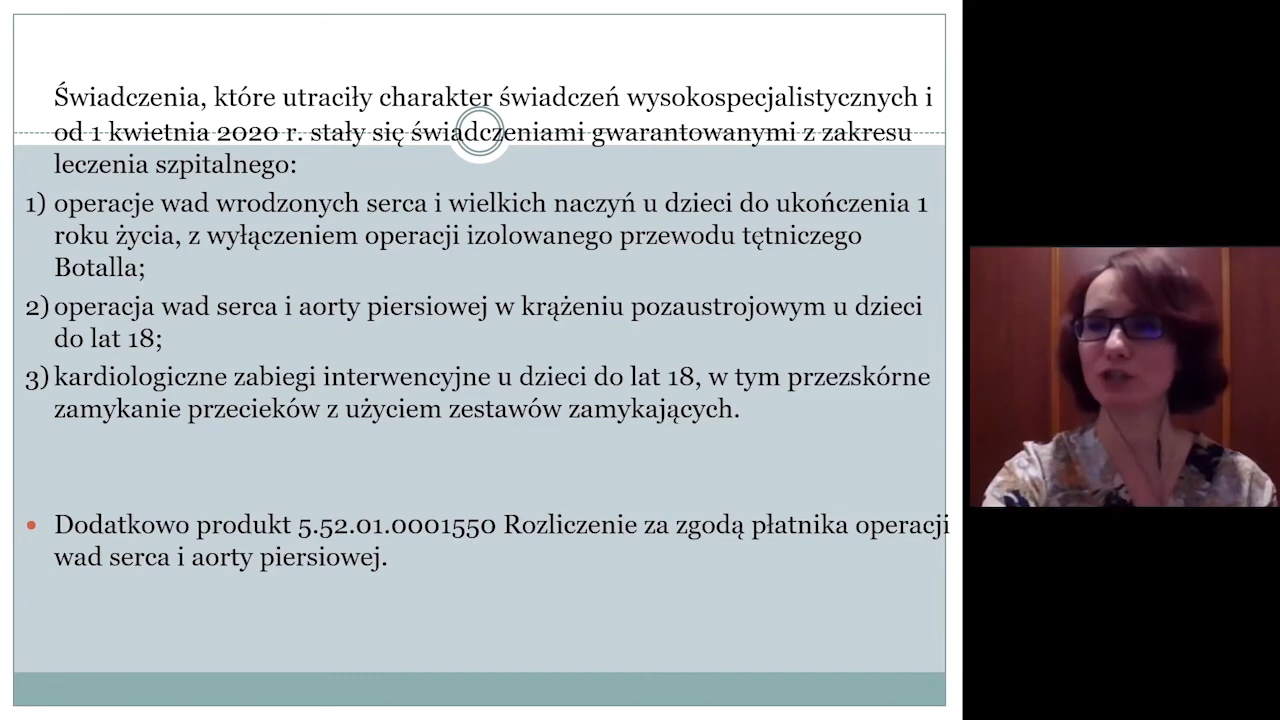 Świadczenia, które utraciły charakter świadczeń wysokospecjalistycznych i
od 1 kwietnia 2020 r. stały się świadczeniami gwarantowanymi z zakresu
leczenia szpitalnego:
1) operacje wad wrodzonych serca i wielkich naczyń u dzieci do ukończenia 1
roku życia, z wyłączeniem operacji izolowanego przewodu tętniczego
Botalla;
2) operacja wad serca i aorty piersiowej w krążeniu pozaustrojowym u dzieci
do lat 18;
3) kardiologiczne zabiegi interwencyjne u dzieci do lat 18, w tym przezskórne
zamykanie przecieków z użyciem zestawów zamykających.
• Dodatkowo produkt 5.52.01.0001550 Rozliczenie za zgodą płatnika operacji
wad serca i aorty piersiowej.